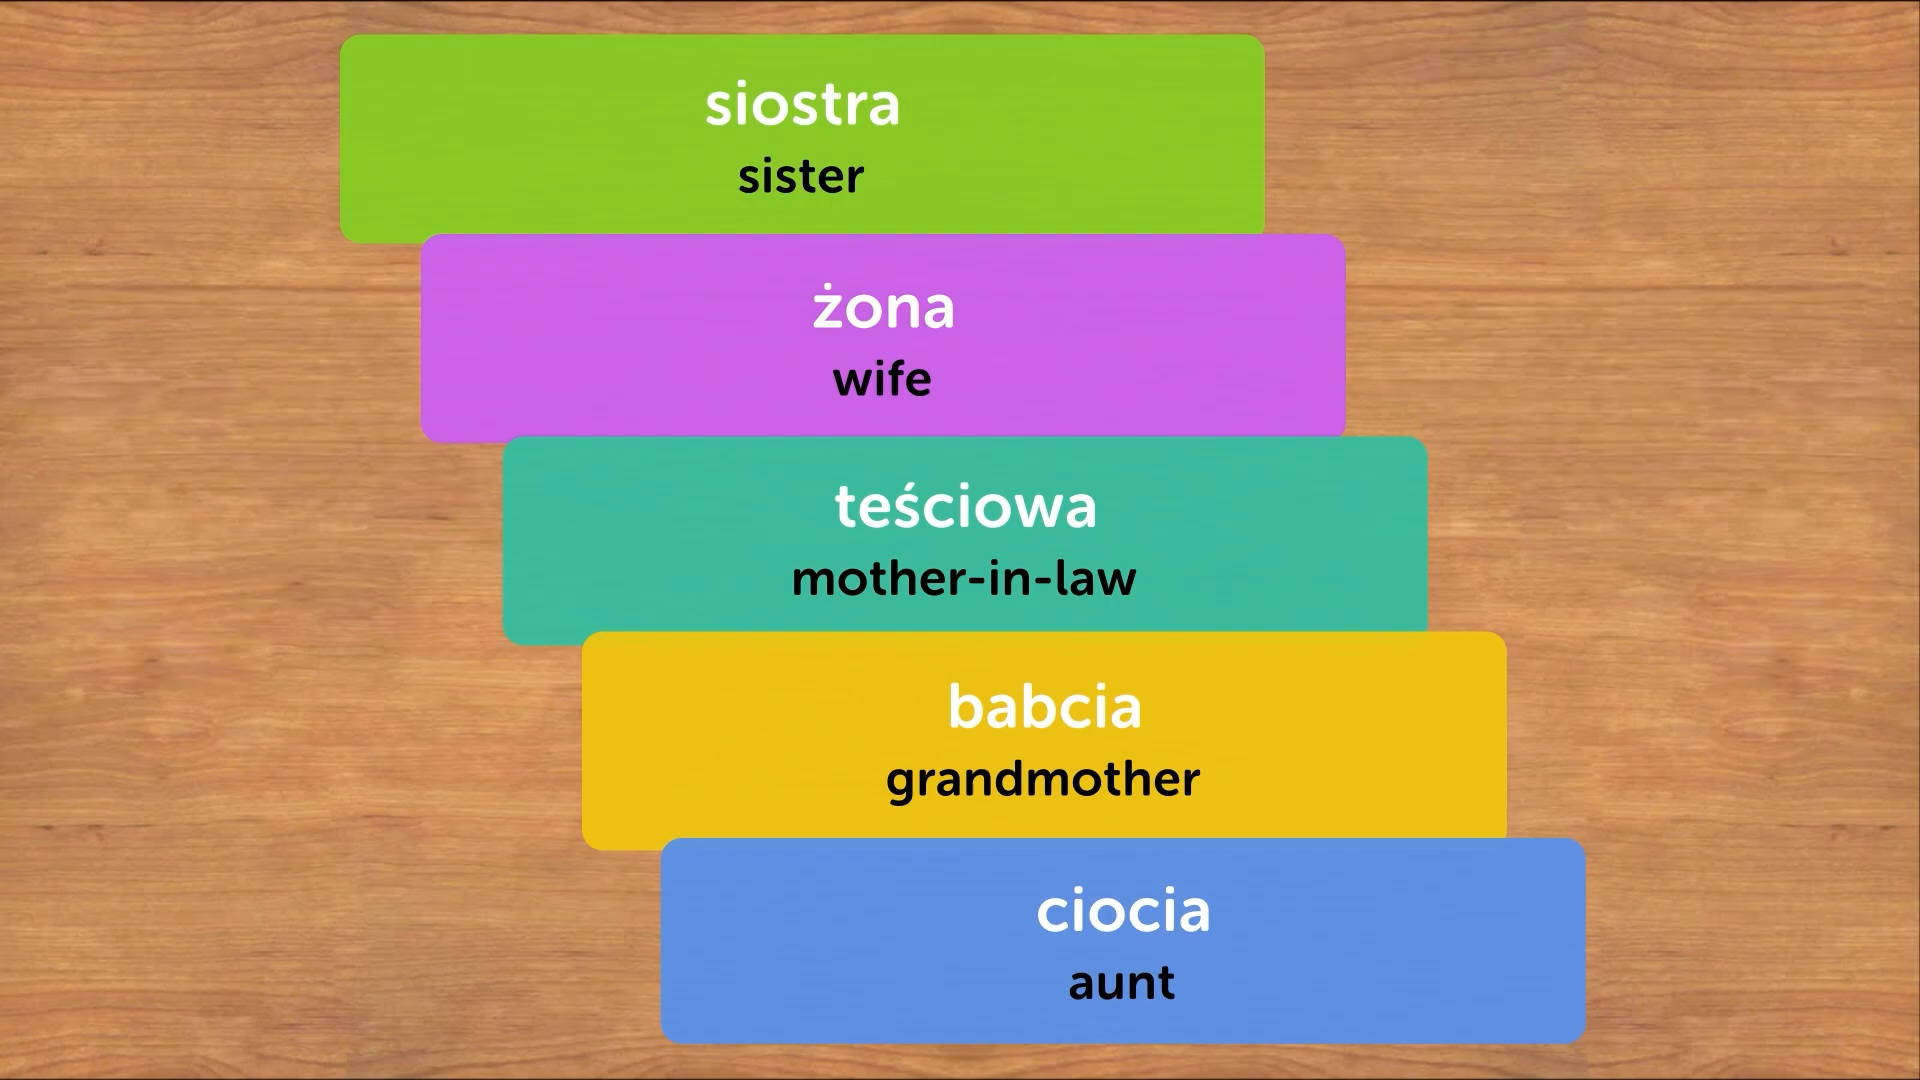 siostra
sister
żona
wife
teściowa
mother-in-law
babcia
grandmother
ciocia
aunt